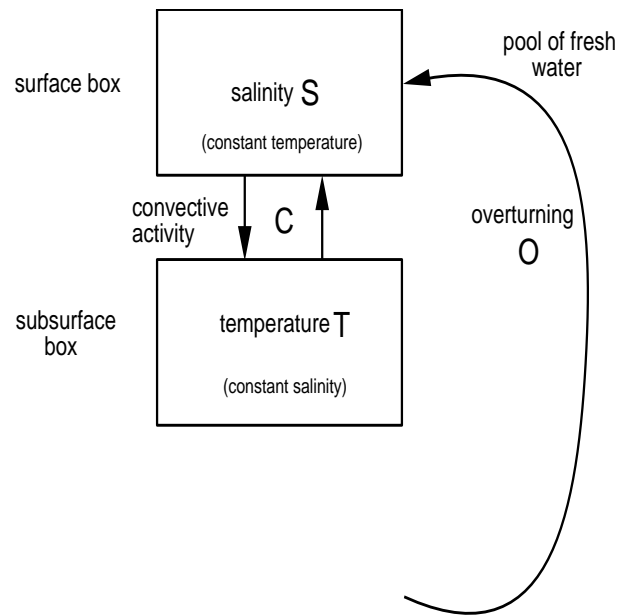 pool of fresh
water
surface box
salinity S
(constant temperature)
convective
activity
C
overturning
O
subsurface
box
temperature T
(constant salinity)